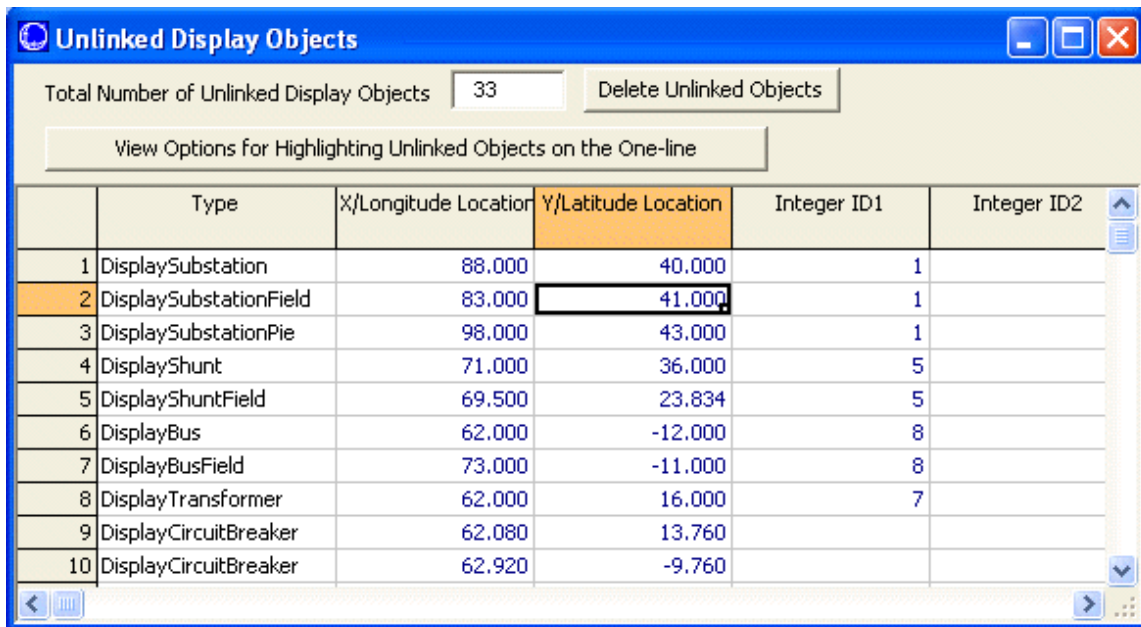 Unlinked Display Objects
Total Number of Unlinked Display Objects 33 Delete Unlinked Objects
View Options for Highlighting Unlinked Objects on the One-line
Type X/Longitude Location Y/Latitude Location Integer ID1 Integer ID2
1 DisplaySubstation 88.000 40.000 1
2 DisplaySubstationField 83.000 41.000 1
3 DisplaySubstationPie 98.000 43.000 1
4 DisplayShunt 71.000 36.000 5
5 DisplayShuntField 69.500 23.834 5
6 DisplayBus 62.000 -12.000 8
7 DisplayBusField 73.000 -11.000 8
8 DisplayTransformer 62.000 16.000 7
9 DisplayCircuitBreaker 62.080 13.760
10 DisplayCircuitBreaker 62.920 -9.760